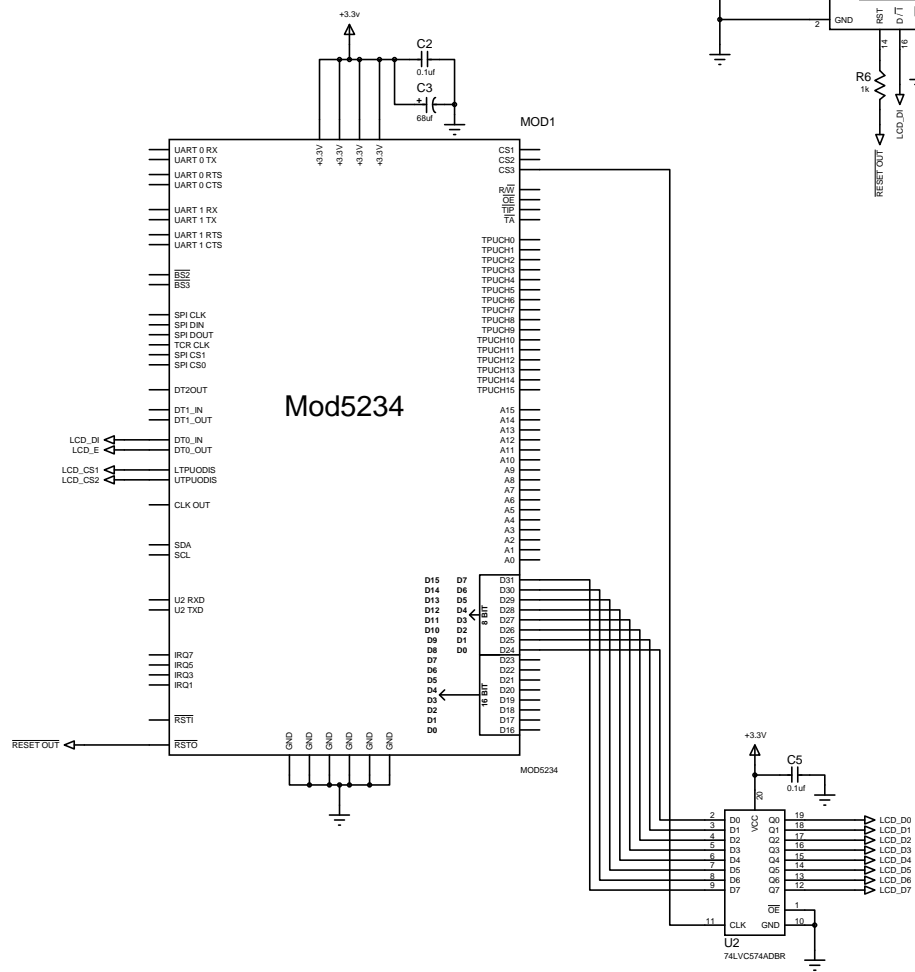 +3.3v
C2
0.1uf
C3
+
68uf
2
GND
RST
D/I
14
16
R6
1k
LCD_DI
RESET OUT
MOD1
+3.3V
+3.3V
+3.3V
+3.3V
UART 0 RX
UART 0 TX
UART 0 RTS
UART 0 CTS
UART 1 RX
UART 1 TX
UART 1 RTS
UART 1 CTS
BS2
BS3
SPI CLK
SPI DIN
SPI DOUT
TCR CLK
SPI CS1
SPI CS0
DT2OUT
DT1_IN
DT1_OUT
LCD_DI
DT0_IN
LCD_E
DT0_OUT
LCD_CS1
LTPUODIS
LCD_CS2
UTPUODIS
CLK OUT
SDA
SCL
U2 RXD
U2 TXD
IRQ7
IRQ5
IRQ3
IRQ1
RSTI
RESET OUT
RSTO
Mod5234
CS1
CS2
CS3
R/W
OE
TIP
TA
TPUCH0
TPUCH1
TPUCH2
TPUCH3
TPUCH4
TPUCH5
TPUCH6
TPUCH7
TPUCH8
TPUCH9
TPUCH10
TPUCH11
TPUCH12
TPUCH13
TPUCH14
TPUCH15
A15
A14
A13
A12
A11
A10
A9
A8
A7
A6
A5
A4
A3
A2
A1
A0
D15 D7 D31
D14 D6 D30
D13 D5 D29
D12 D4 D28
D11 D3 D27
D10 D2 D26
D9 D1 D25
D8 D0 D24
8 BIT
D7 D23
D6 D22
D5 D21
D4 D20
D3 D19
D2 D18
D1 D17
D0 D16
16 BIT
GND
GND
GND
GND
GND
GND
MOD5234
+3.3V
C5
0.1uf
20
VCC
2 D0 Q0 19 LCD_D0
3 D1 Q1 18 LCD_D1
4 D2 Q2 17 LCD_D2
5 D3 Q3 16 LCD_D3
6 D4 Q4 15 LCD_D4
7 D5 Q5 14 LCD_D5
8 D6 Q6 13 LCD_D6
9 D7 Q7 12 LCD_D7
OE 1
11 CLK GND 10
U2
74LVC574ADBR